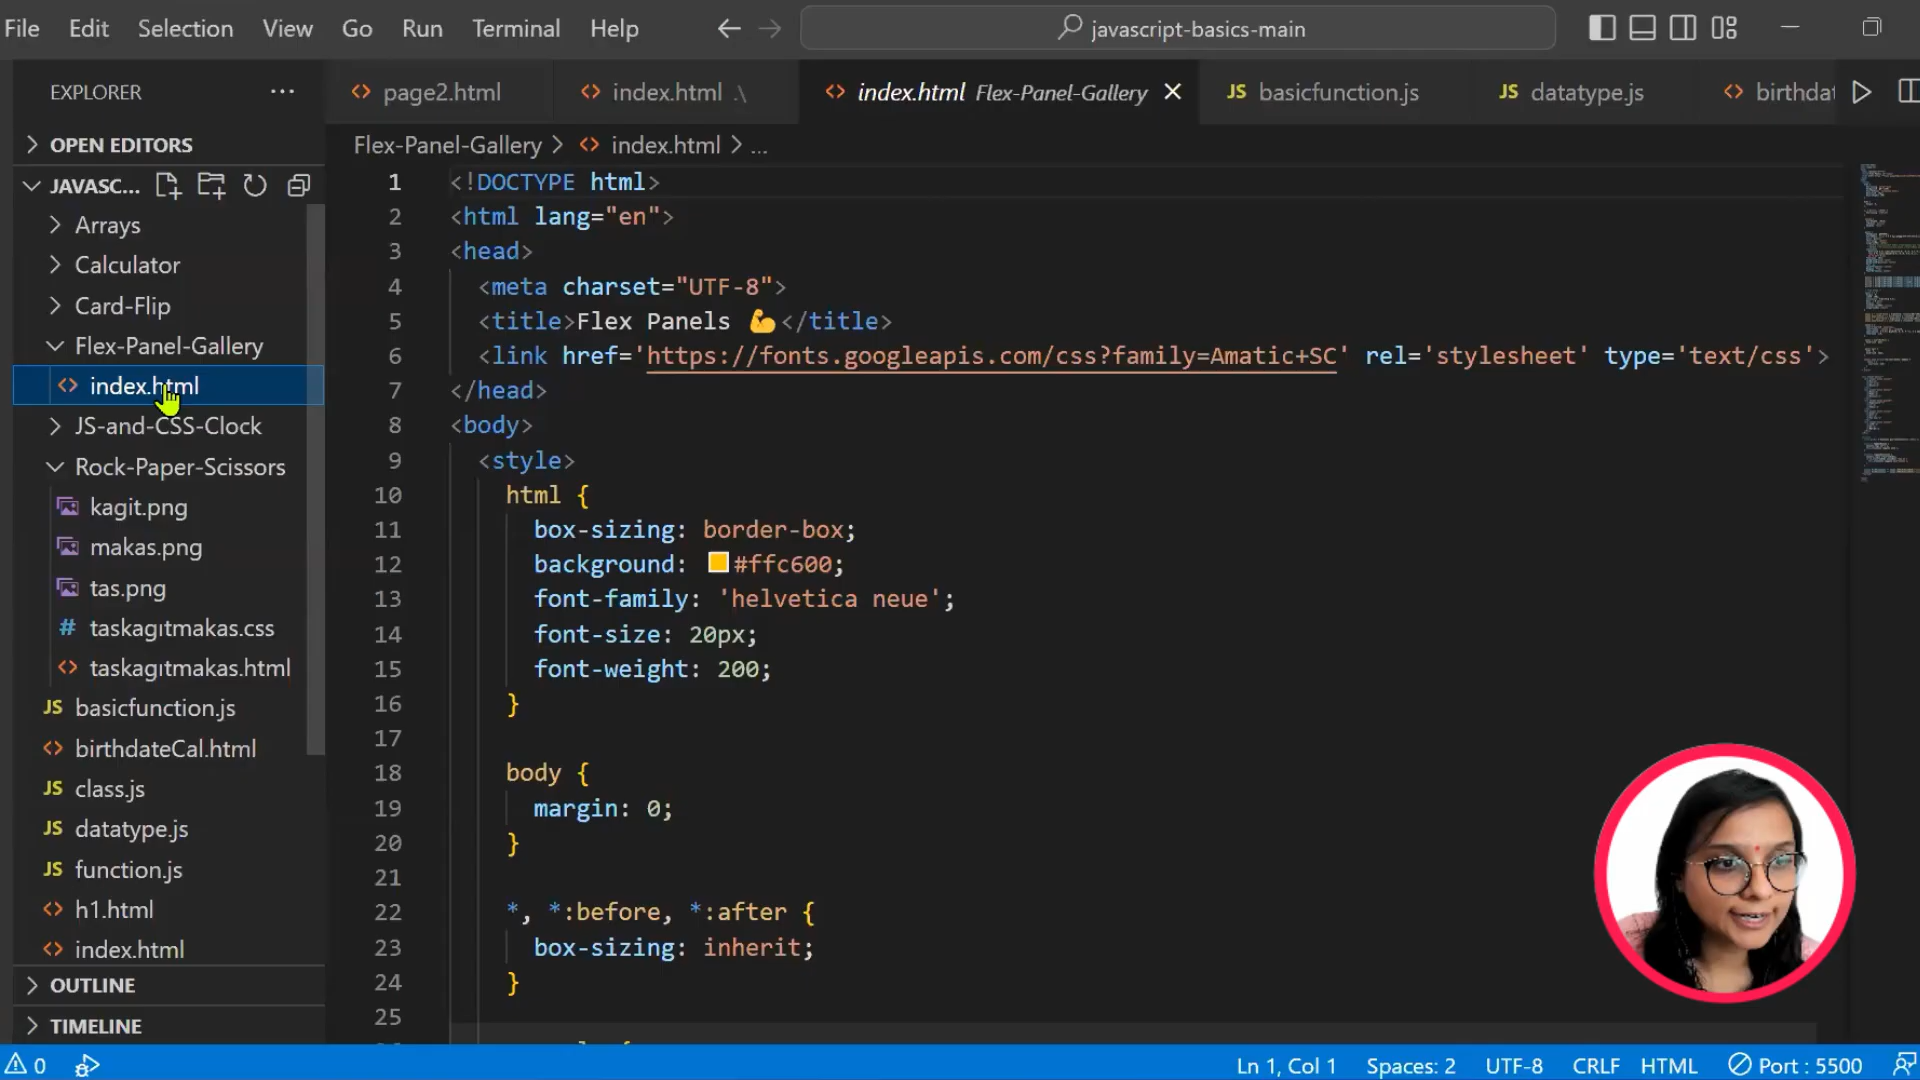 File Edit Selection View Go Run Terminal Help
javascript-basics-main
EXPLORER
page2.html
index.html .\
index.html Flex-Panel-Gallery
basicfunction.js
datatype.js
birthdat
OPEN EDITORS
JAVASC...
Arrays
Calculator
Card-Flip
Flex-Panel-Gallery
index.html
JS-and-CSS-Clock
Rock-Paper-Scissors
kagit.png
makas.png
tas.png
taskagıtmakas.css
taskagıtmakas.html
basicfunction.js
birthdateCal.html
class.js
datatype.js
function.js
h1.html
index.html
OUTLINE
TIMELINE
Flex-Panel-Gallery > index.html > ...
1 <!DOCTYPE html>
2 <html lang="en">
3 <head>
4 <meta charset="UTF-8">
5 <title>Flex Panels 💪</title>
6 <link href='https://fonts.googleapis.com/css?family=Amatic+SC' rel='stylesheet' type='text/css'>
7 </head>
8 <body>
9 <style>
10 html {
11 box-sizing: border-box;
12 background: #ffc600;
13 font-family: 'helvetica neue';
14 font-size: 20px;
15 font-weight: 200;
16 }
17
18 body {
19 margin: 0;
20 }
21
22 *, *:before, *:after {
23 box-sizing: inherit;
24 }
25
0
Ln 1, Col 1 Spaces: 2 UTF-8 CRLF HTML Port : 5500